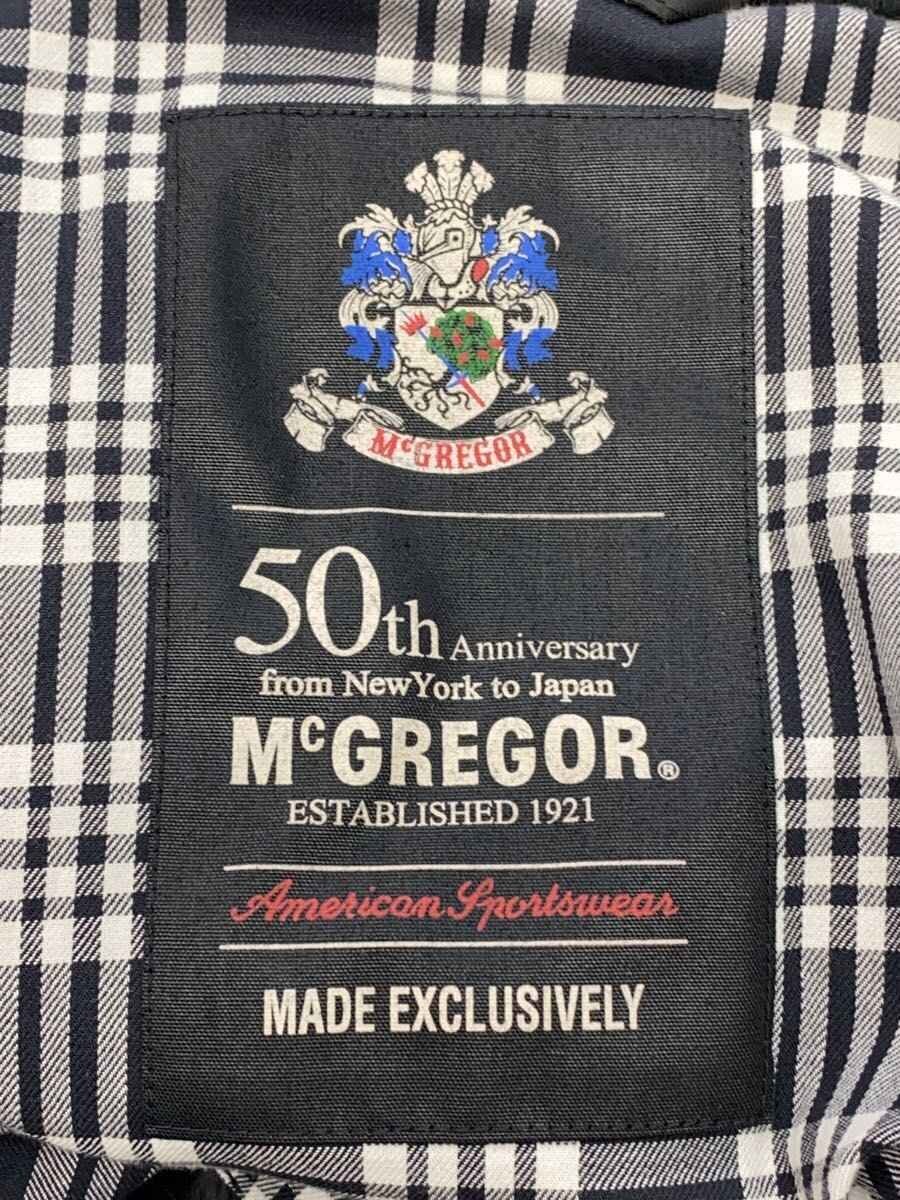 McGREGOR
50th Anniversary
from NewYork to Japan
McGREGOR®
ESTABLISHED 1921
American Sportswear
MADE EXCLUSIVELY